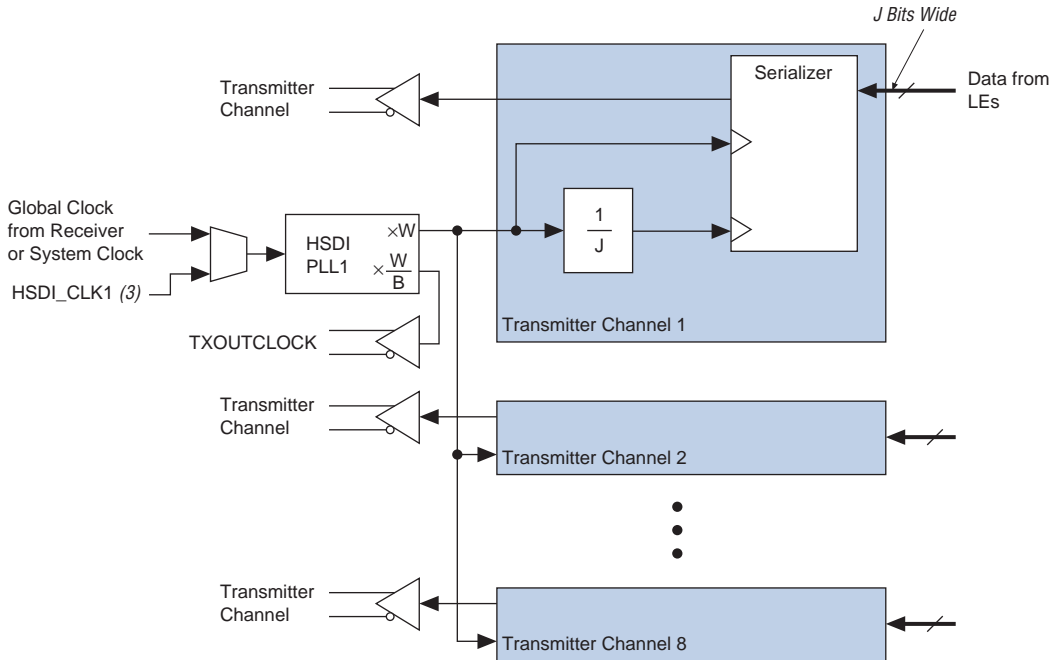 J Bits Wide
Serializer
Data from
LEs
Transmitter
Channel
1
J
Global Clock
from Receiver
or System Clock
HSDI_CLK1 (3)
HSDI
PLL1
×W
×W
B
Transmitter Channel 1
TXOUTCLOCK
Transmitter
Channel
Transmitter Channel 2
Transmitter
Channel
Transmitter Channel 8